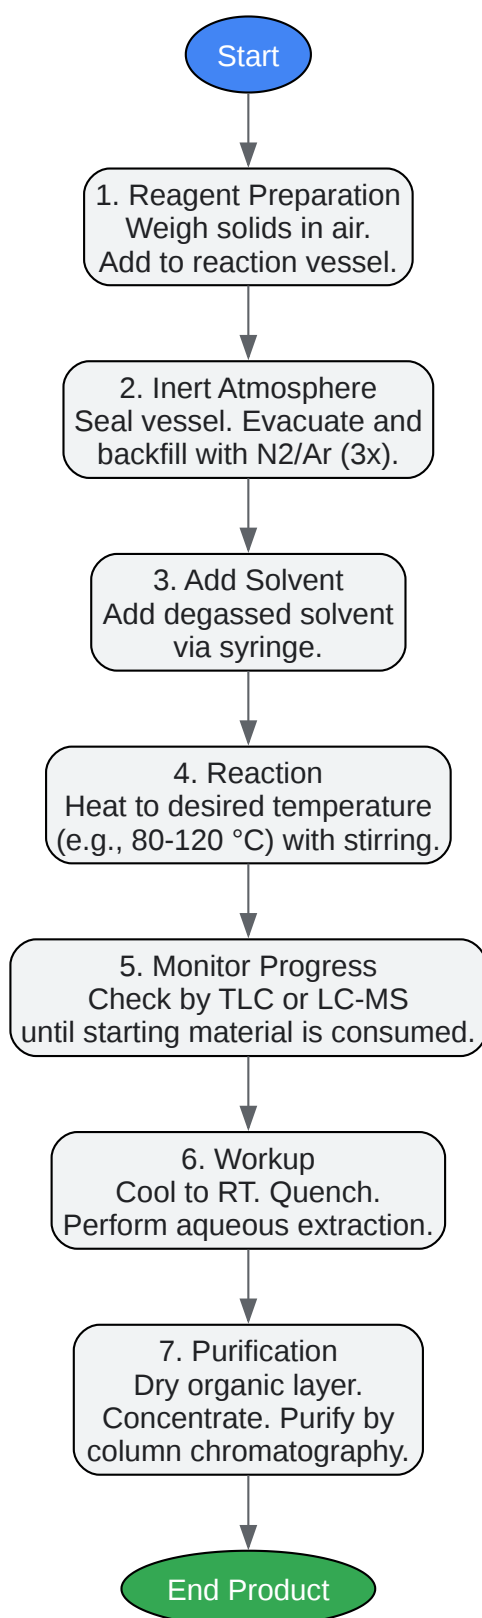 Start
1. Reagent Preparation
Weigh solids in air.
Add to reaction vessel.
2. Inert Atmosphere
Seal vessel. Evacuate and
backfill with N2/Ar (3x).
3. Add Solvent
Add degassed solvent
via syringe.
4. Reaction
Heat to desired temperature
(e.g., 80-120 °C) with stirring.
5. Monitor Progress
Check by TLC or LC-MS
until starting material is consumed.
6. Workup
Cool to RT. Quench.
Perform aqueous extraction.
7. Purification
Dry organic layer.
Concentrate. Purify by
column chromatography.
End Product